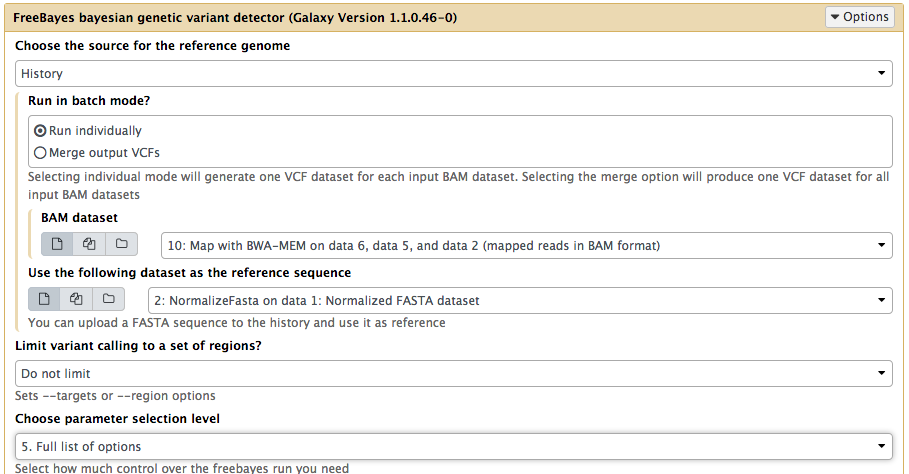 FreeBayes bayesian genetic variant detector (Galaxy Version 1.1.0.46-0)
Options
Choose the source for the reference genome
History
Run in batch mode?
Run individually
Merge output VCFs
Selecting individual mode will generate one VCF dataset for each input BAM dataset. Selecting the merge option will produce one VCF dataset for all
input BAM datasets
BAM dataset
10: Map with BWA-MEM on data 6, data 5, and data 2 (mapped reads in BAM format)
Use the following dataset as the reference sequence
2: NormalizeFasta on data 1: Normalized FASTA dataset
You can upload a FASTA sequence to the history and use it as reference
Limit variant calling to a set of regions?
Do not limit
Sets --targets or --region options
Choose parameter selection level
5. Full list of options
Select how much control over the freebayes run you need